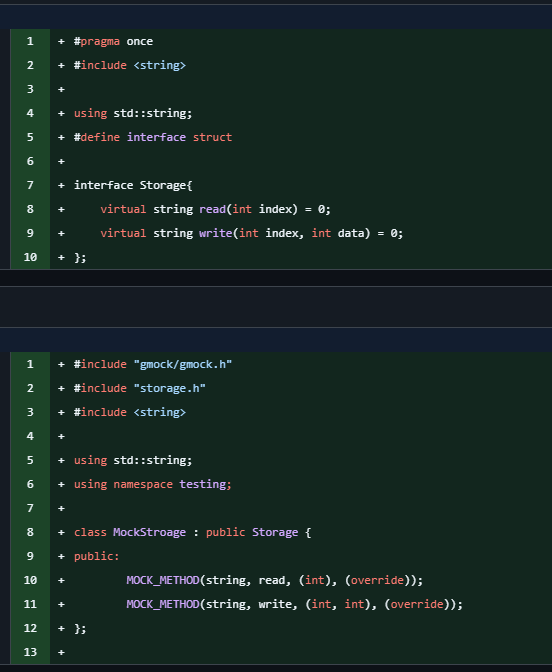 1 + #pragma once
2 + #include <string>
3 +
4 + using std::string;
5 + #define interface struct
6 +
7 + interface Storage{
8 +     virtual string read(int index) = 0;
9 +     virtual string write(int index, int data) = 0;
10 + };
1 + #include "gmock/gmock.h"
2 + #include "storage.h"
3 + #include <string>
4 +
5 + using std::string;
6 + using namespace testing;
7 +
8 + class MockStroage : public Storage {
9 + public:
10 +         MOCK_METHOD(string, read, (int), (override));
11 +         MOCK_METHOD(string, write, (int, int), (override));
12 + };
13 +